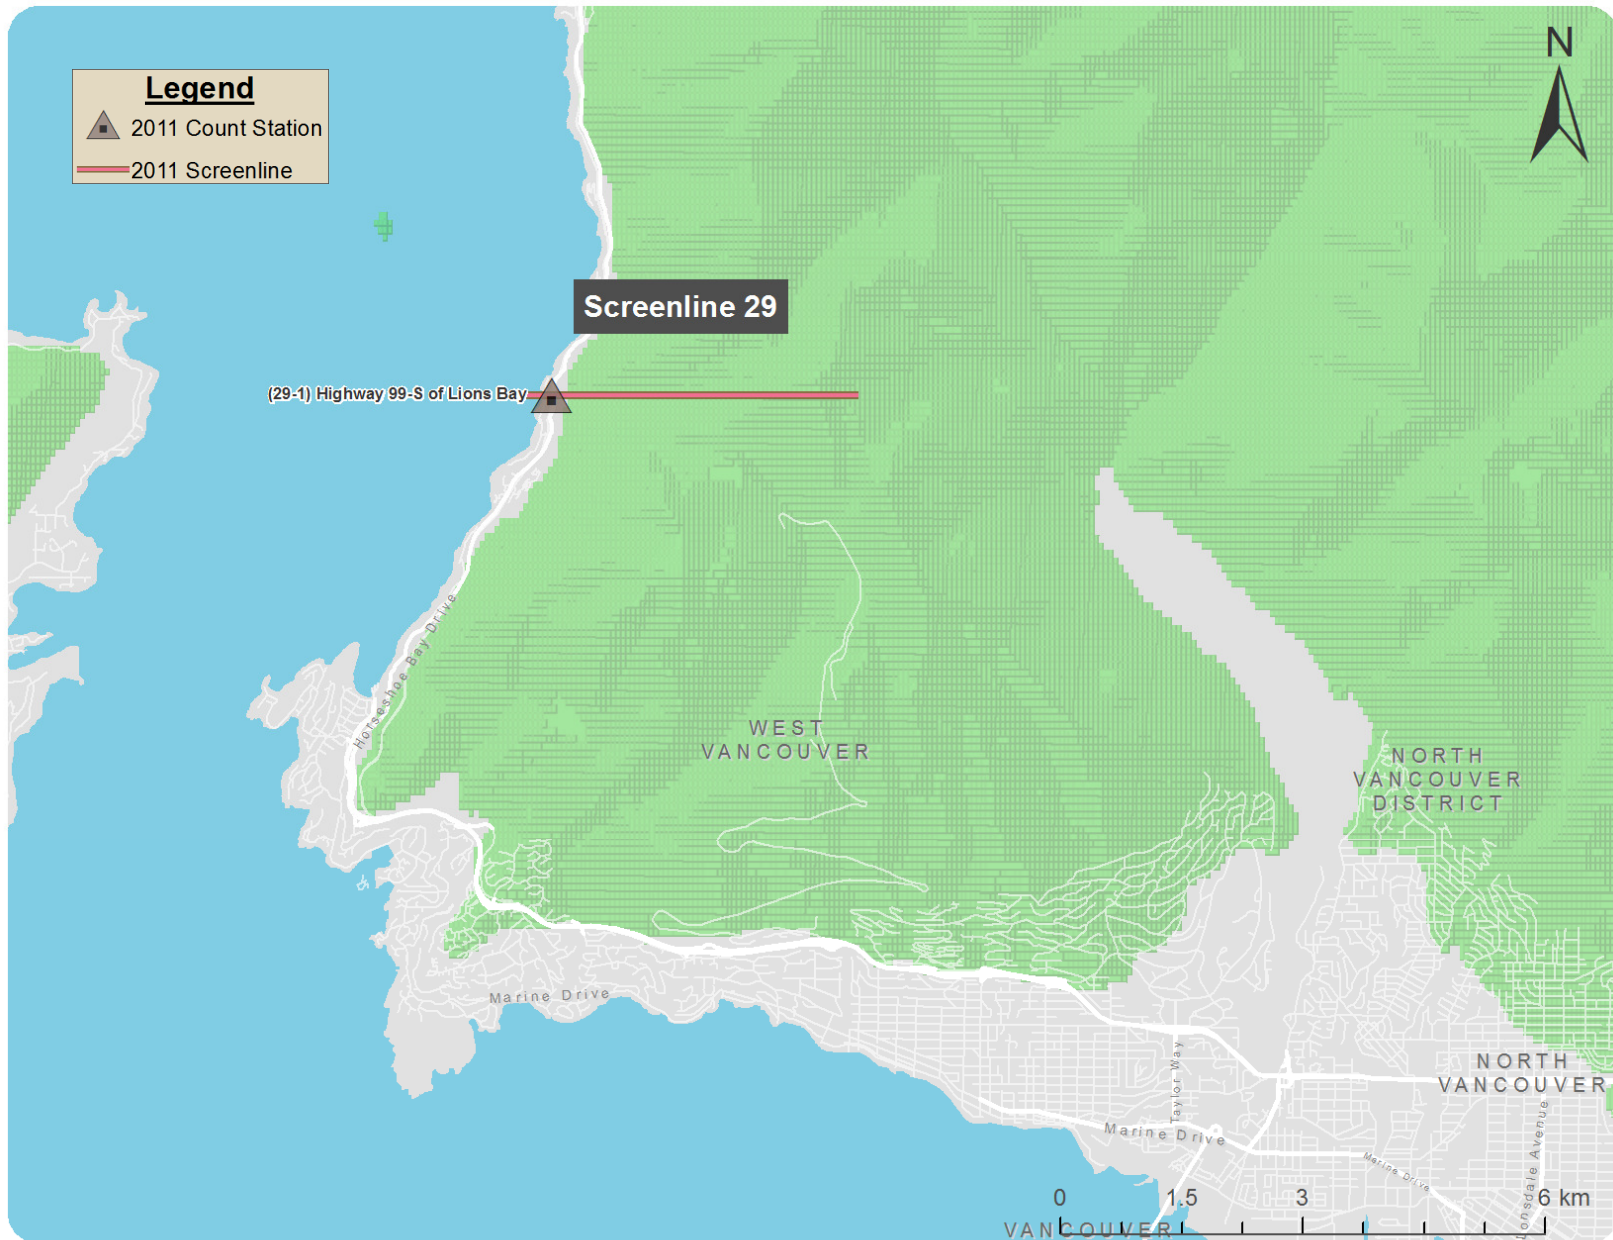 N
Legend
2011 Count Station
2011 Screenline
Screenline 29
(29-1) Highway 99-S of Lions Bay
Horseshoe Bay Drive
WEST
VANCOUVER
NORTH
VANCOUVER
DISTRICT
Marine Drive
Taylor Way
NORTH
VANCOUVER
Marine Drive
Marine Drive
Lonsdale Avenue
0 1.5 3 6 km
VANCOUVER